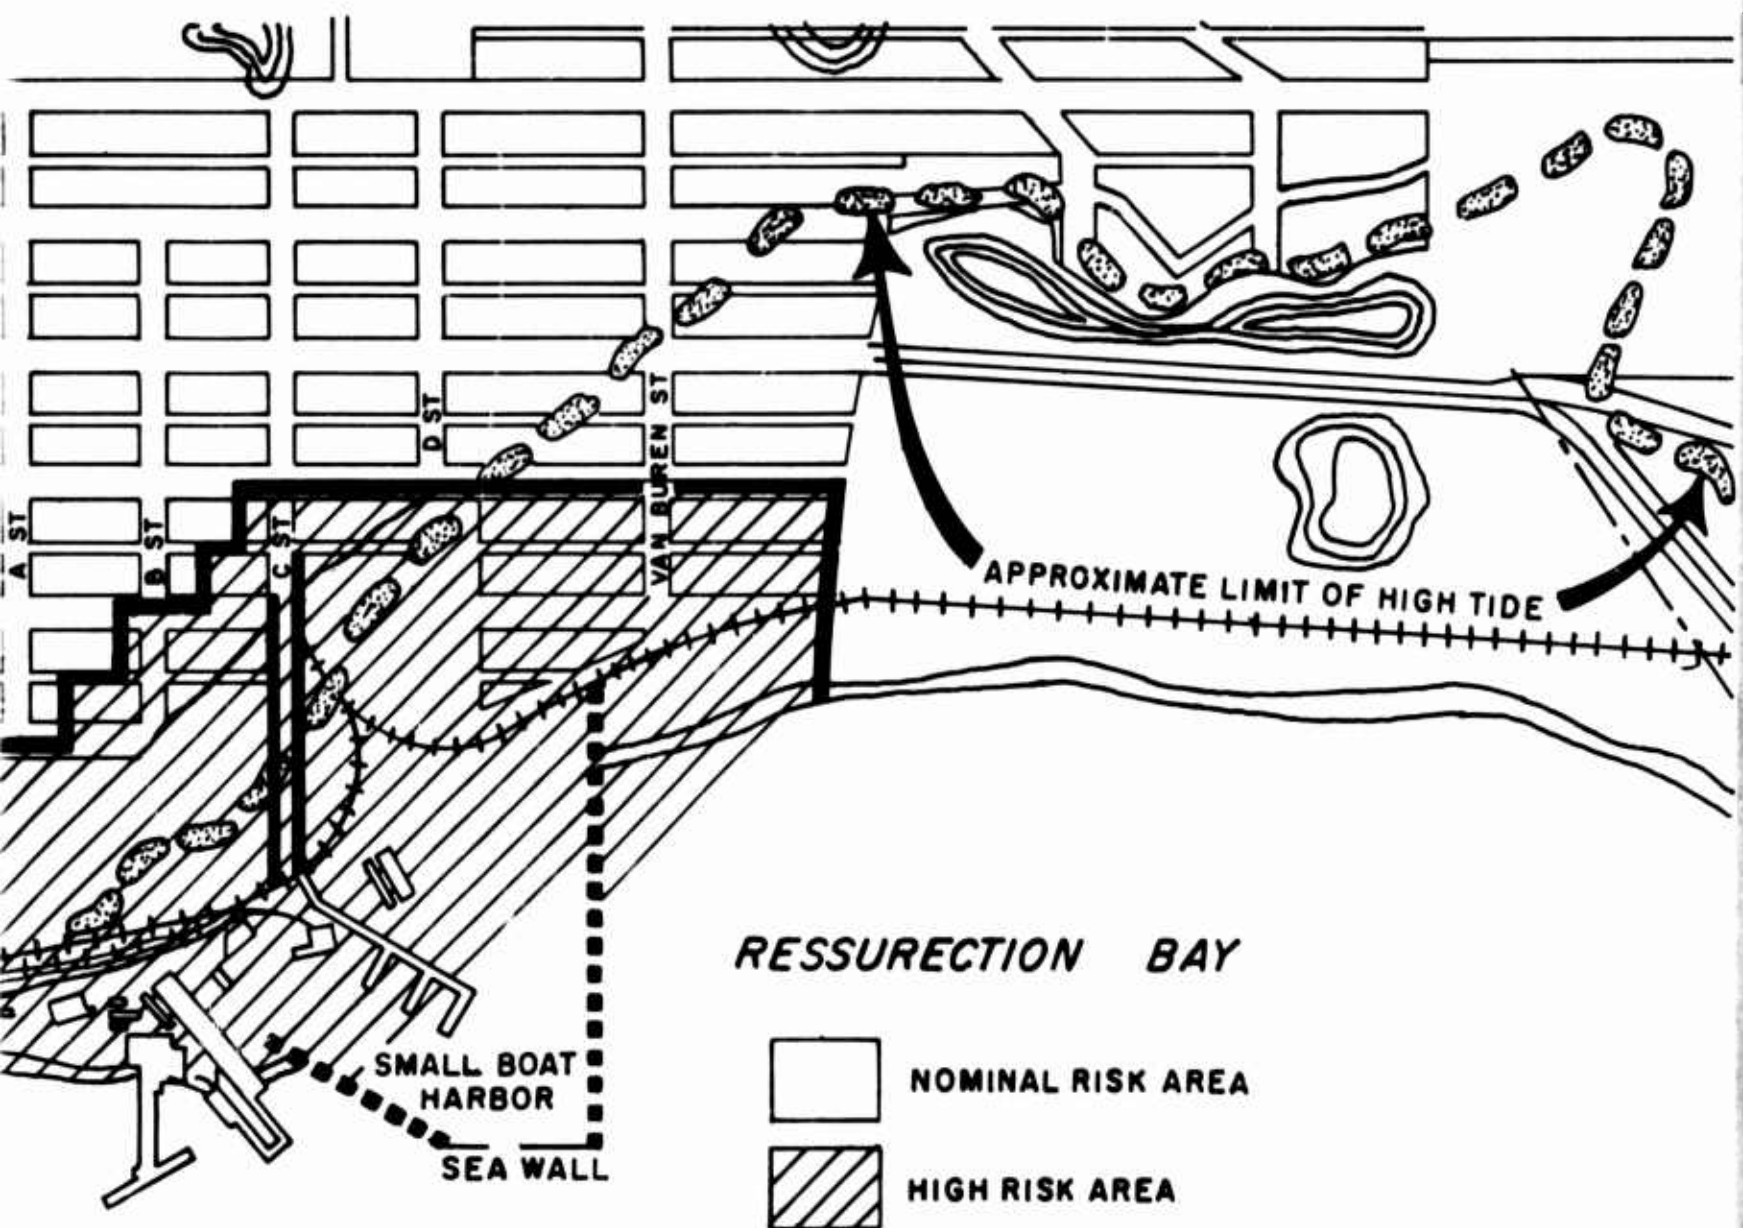 D ST
VAN BUREN ST
A ST
B ST
C ST
APPROXIMATE LIMIT OF HIGH TIDE
RESSURECTION BAY
SMALL BOAT
HARBOR
SEA WALL
NOMINAL RISK AREA
HIGH RISK AREA